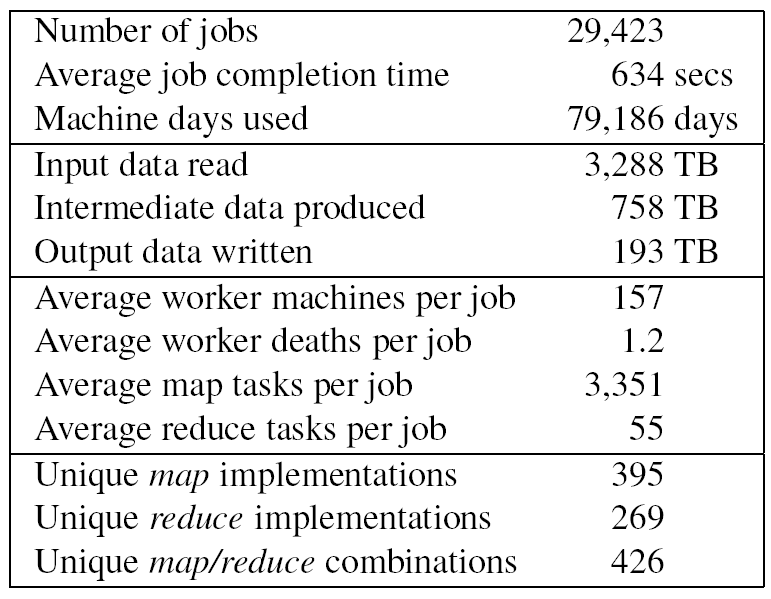 Number of jobs 29,423
Average job completion time 634 secs
Machine days used 79,186 days
Input data read 3,288 TB
Intermediate data produced 758 TB
Output data written 193 TB
Average worker machines per job 157
Average worker deaths per job 1.2
Average map tasks per job 3,351
Average reduce tasks per job 55
Unique map implementations 395
Unique reduce implementations 269
Unique map/reduce combinations 426